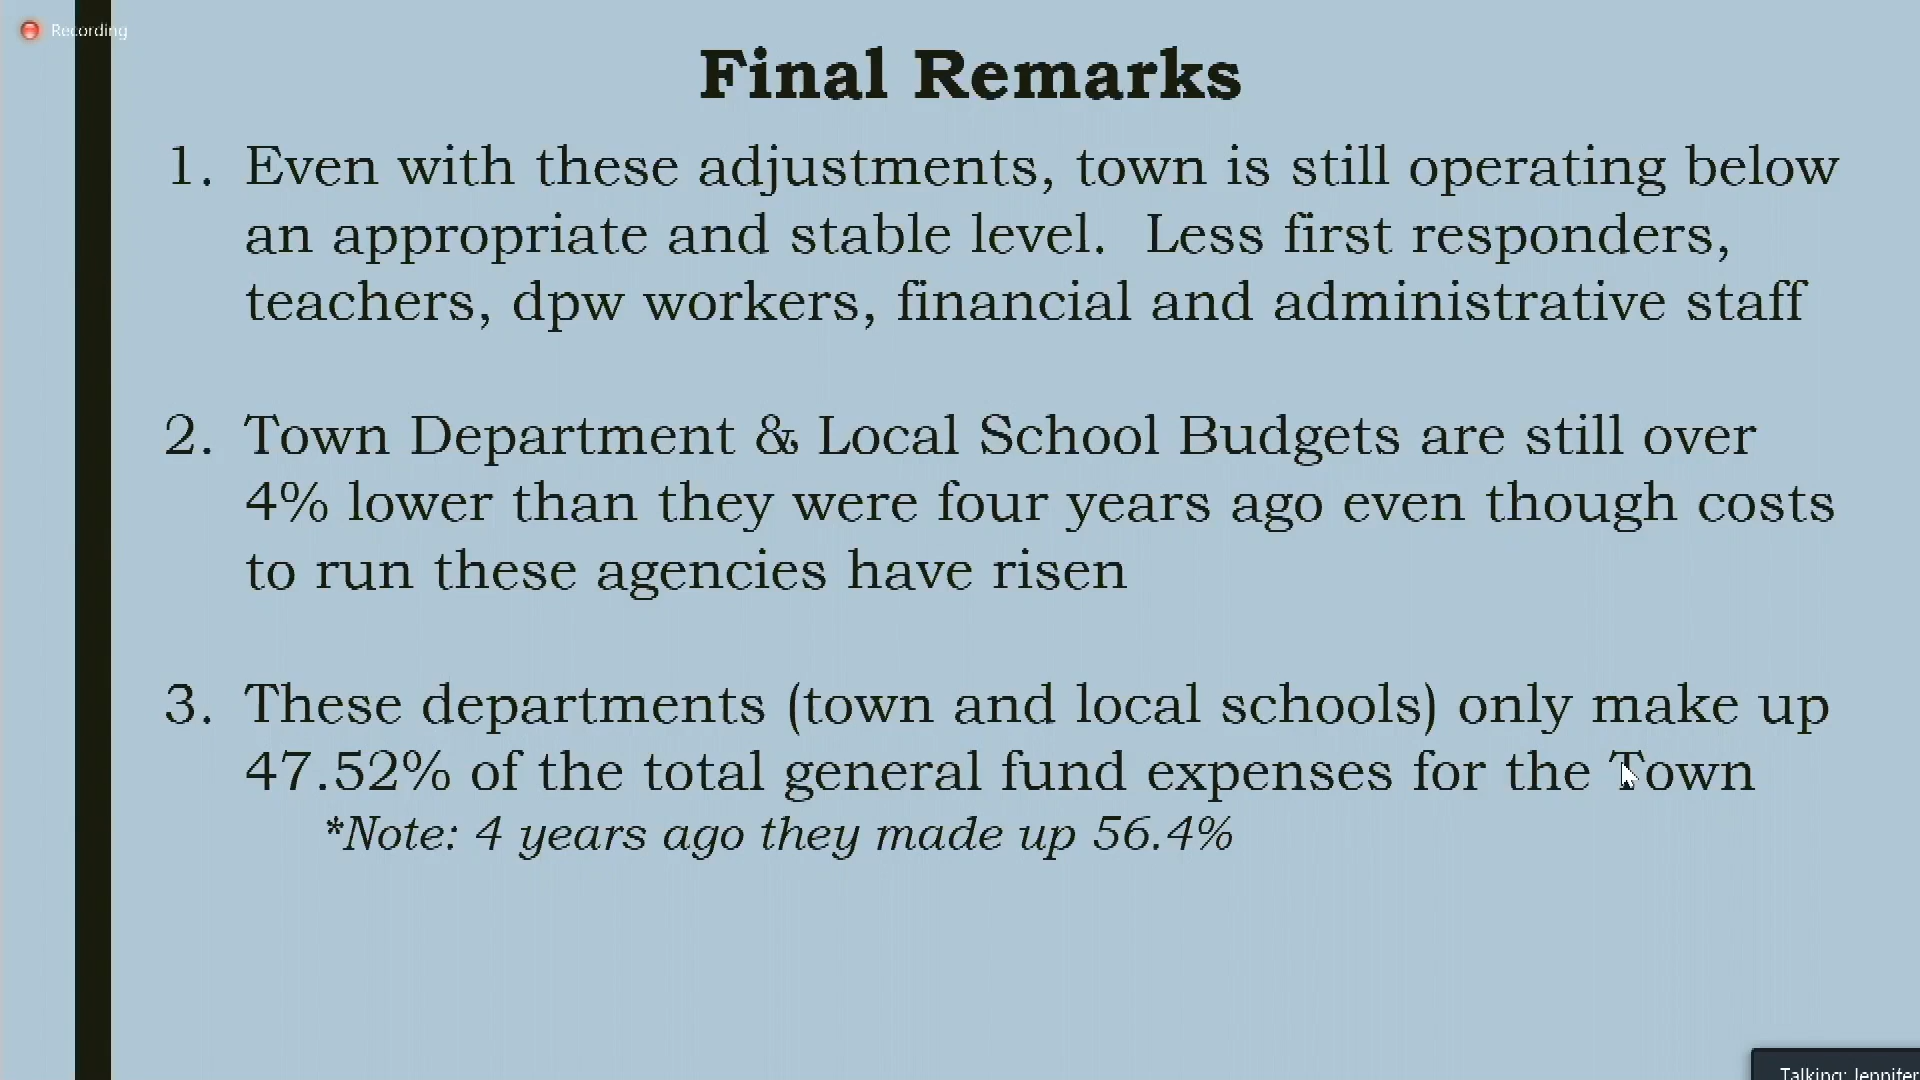 Recording
Final Remarks
1. Even with these adjustments, town is still operating below
an appropriate and stable level.  Less first responders,
teachers, dpw workers, financial and administrative staff
2. Town Department & Local School Budgets are still over
4% lower than they were four years ago even though costs
to run these agencies have risen
3. These departments (town and local schools) only make up
47.52% of the total general fund expenses for the Town
*Note: 4 years ago they made up 56.4%
Talking: Jennifer